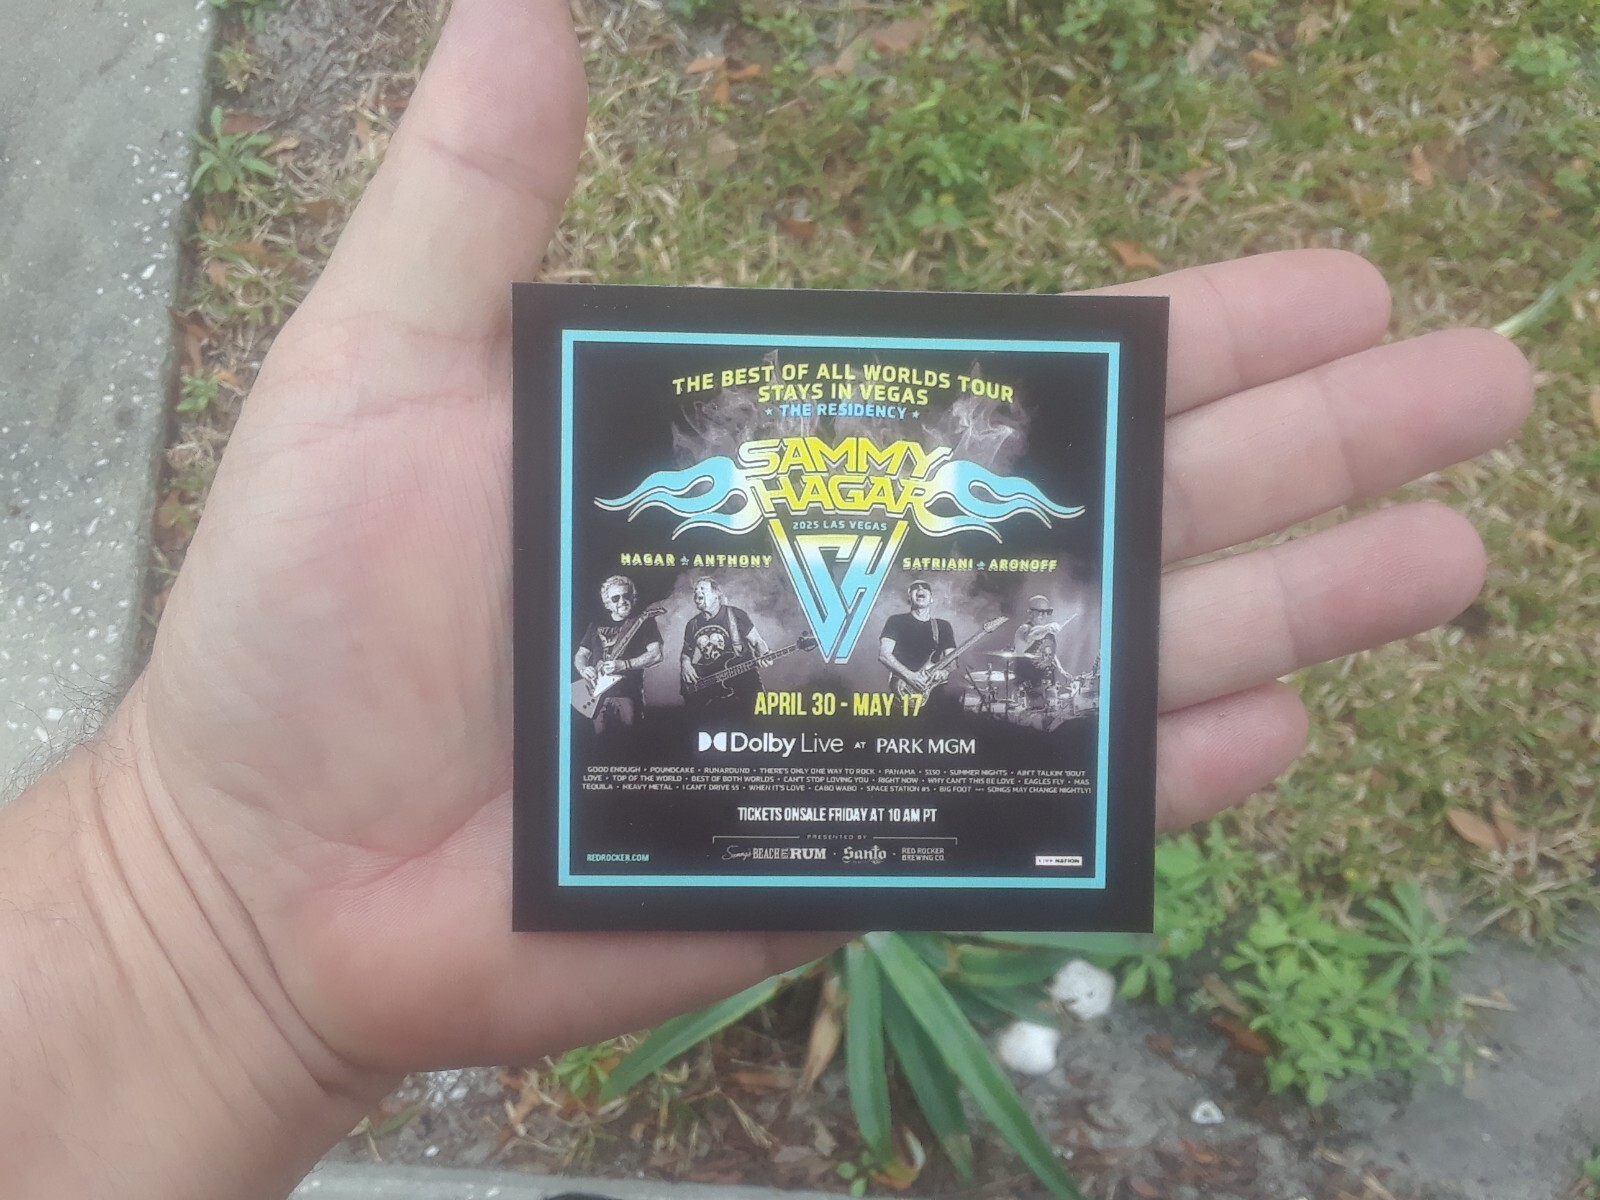 THE BEST OF ALL WORLDS TOUR
STAYS IN VEGAS
★ THE RESIDENCY ★
SAMMY
HAGAR
2025 LAS VEGAS
HAGAR ★ ANTHONY
SATRIANI ★ ARONOFF
SH
APRIL 30 - MAY 17
Dolby Live AT PARK MGM
GOOD ENOUGH • POUNDCAKE • RUNAROUND • THERE'S ONLY ONE WAY TO ROCK • PANAMA • 5150 • SUMMER NIGHTS • AIN'T TALKIN 'BOUT
LOVE • TOP OF THE WORLD • BEST OF BOTH WORLDS • CAN'T STOP LOVING YOU • RIGHT NOW • WHY CAN'T THIS BE LOVE • EAGLES FLY • MAS
TEQUILA • HEAVY METAL • I CAN'T DRIVE 55 • WHEN IT'S LOVE • CABO WABO • SPACE STATION #5 • BIG FOOT ••• SONGS MAY CHANGE NIGHTLY!
TICKETS ONSALE FRIDAY AT 10 AM PT
PRESENTED BY
REDROCKER.COM
Sammy's BEACH BAR RUM • Santo • RED ROCKER
BREWING CO.
LIVE NATION